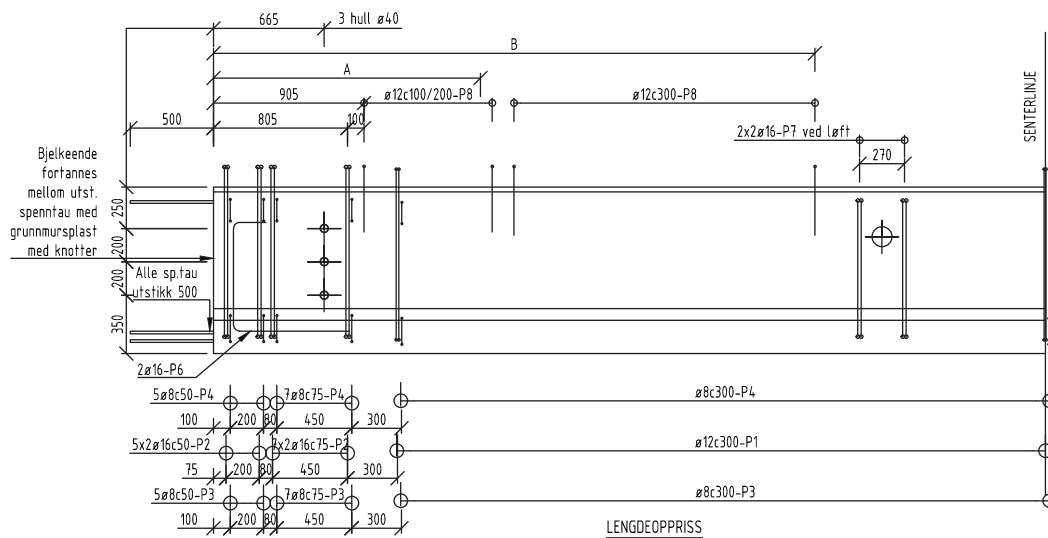 665
3 hull ø40
B
A
905
ø12c100/200-P8
ø12c300-P8
500
805
100
2x2ø16-P7 ved løft
270
SENTERLINJE
Bjelkeende
fortannes
mellom utst.
spenntau med
grunnmursplast
med knotter
250
200
200
350
Alle sp.tau
utstikk 500
2ø16-P6
5ø8c50-P4
7ø8c75-P4
ø8c300-P4
100
200
80
450
300
5x2ø16c50-P2
7x2ø16c75-P2
ø12c300-P1
75
200
80
450
300
5ø8c50-P3
7ø8c75-P3
ø8c300-P3
100
200
80
450
300
LENGDEOPPRISS